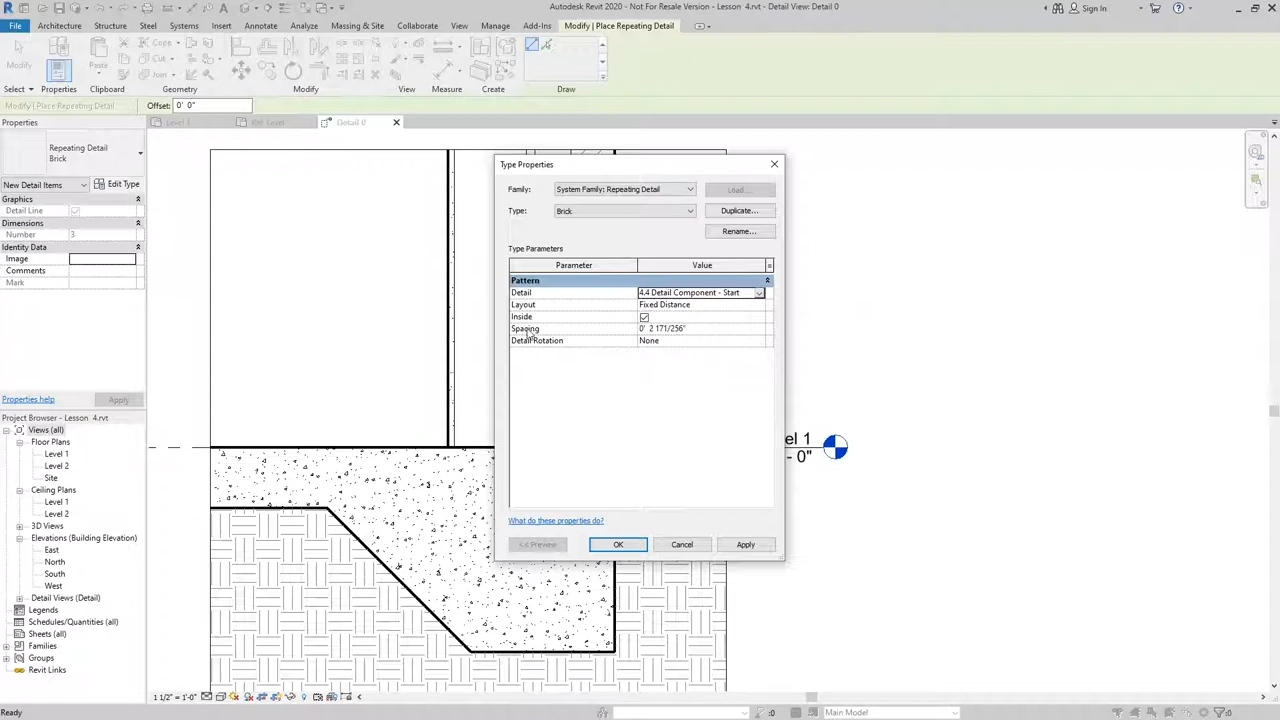 Autodesk Revit 2020 - Not For Resale Version - Lesson 4.rvt - Detail View: Detail 0
Sign In
File Architecture Structure Steel Systems Insert Annotate Analyze Massing & Site Collaborate View Manage Add-Ins Modify | Place Repeating Detail
Modify Paste Cope Cut Join
Select Properties Clipboard Geometry Modify View Measure Create Draw
Modify | Place Repeating Detail Offset: 0' 0"
Properties
Level 1 Ref. Level Detail 0
Repeating Detail
Brick
New Detail Items Edit Type
Graphics
Detail Line
Dimensions
Number 3
Identity Data
Image
Comments
Mark
Properties help Apply
Project Browser - Lesson 4.rvt
Views (all)
Floor Plans
Level 1
Level 2
Site
Ceiling Plans
Level 1
Level 2
3D Views
Elevations (Building Elevation)
East
North
South
West
Detail Views (Detail)
Legends
Schedules/Quantities (all)
Sheets (all)
Families
Groups
Revit Links
Type Properties
Family: System Family: Repeating Detail Load...
Type: Brick Duplicate...
Rename...
Type Parameters
Parameter Value =
Pattern
Detail 4.4 Detail Component - Start
Layout Fixed Distance
Inside
Spacing 0' 2 171/256"
Detail Rotation None
What do these properties do?
<< Preview OK Cancel Apply
el 1
- 0"
1 1/2" = 1'-0"
Ready :0 Main Model :0